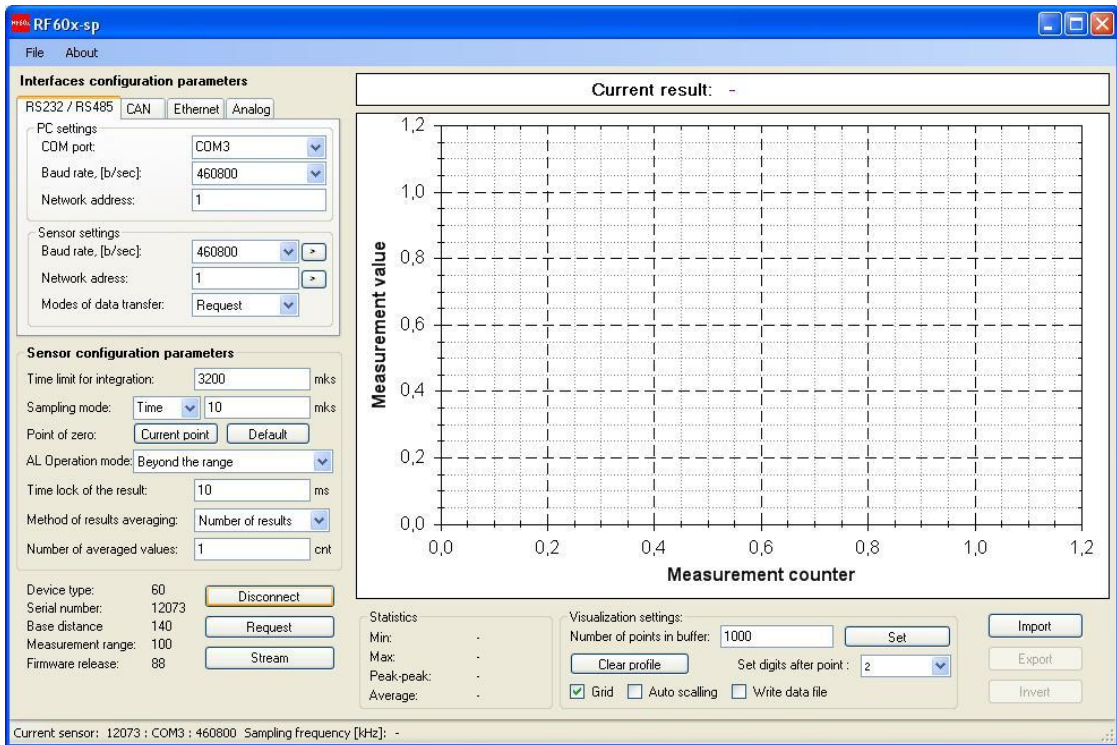 RF60x-sp
File About
Interfaces configuration parameters
RS232 / RS485 CAN Ethernet Analog
PC settings
COM port: COM3
Baud rate, [b/sec]: 460800
Network address: 1
Sensor settings
Baud rate, [b/sec]: 460800 >
Network adress: 1 >
Modes of data transfer: Request
Sensor configuration parameters
Time limit for integration: 3200 mks
Sampling mode: Time 10 mks
Point of zero: Current point Default
AL Operation mode: Beyond the range
Time lock of the result: 10 ms
Method of results averaging: Number of results
Number of averaged values: 1 cnt
Device type: 60
Serial number: 12073
Base distance 140
Measurement range: 100
Firmware release: 88
Disconnect
Request
Stream
Current result: -
Measurement value
1,2
1,0
0,8
0,6
0,4
0,2
0,0
0,0 0,2 0,4 0,6 0,8 1,0 1,2
Measurement counter
Statistics
Min: -
Max: -
Peak-peak: -
Average: -
Visualization settings:
Number of points in buffer: 1000 Set
Clear profile Set digits after point : 2
Grid Auto scalling Write data file
Import
Export
Invert
Current sensor: 12073 : COM3 : 460800 Sampling frequency [kHz]: -